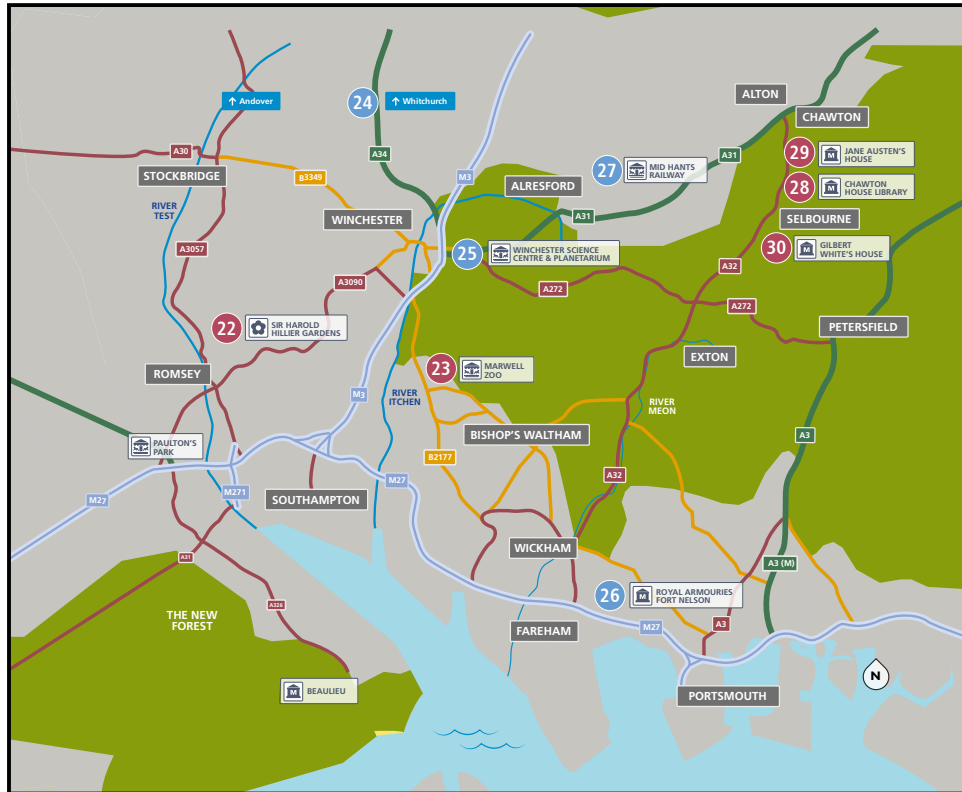 24
↑ Andover
↑ Whitchurch
ALTON
CHAWTON
A30
A34
STOCKBRIDGE
B3349
M3
27
MID HANTS
RAILWAY
A31
29
JANE AUSTEN'S
HOUSE
28
CHAWTON
HOUSE LIBRARY
ALRESFORD
RIVER
TEST
WINCHESTER
A31
SELBOURNE
A3057
25
WINCHESTER SCIENCE
CENTRE & PLANETARIUM
30
GILBERT
WHITE'S HOUSE
A32
A3090
A272
A272
22
SIR HAROLD
HILLIER GARDENS
PETERSFIELD
EXTON
23
MARWELL
ZOO
ROMSEY
M3
RIVER
ITCHEN
RIVER
MEON
BISHOP'S WALTHAM
A3
PAULTON'S
PARK
B2177
A32
M27
M27
M271
SOUTHAMPTON
WICKHAM
A31
A3 (M)
26
ROYAL ARMOURIES
FORT NELSON
A326
THE NEW
FOREST
FAREHAM
M27
A3
N
M
BEAULIEU
PORTSMOUTH